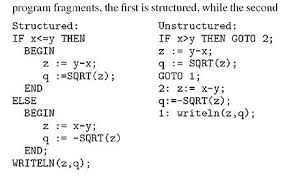 program fragments, the first is structured, while the second
Structured:
IF x<=y THEN
BEGIN
z := y-x;
q :=SQRT(z);
END
ELSE
BEGIN
z := x-y;
q := -SQRT(z)
END;
WRITELN(z,q);
Unstructured:
IF x>y THEN GOTO 2;
z := y-x;
q := SQRT(z);
GOTO 1;
2: z:= x-y;
q:=-SQRT(z);
1: writeln(z,q);